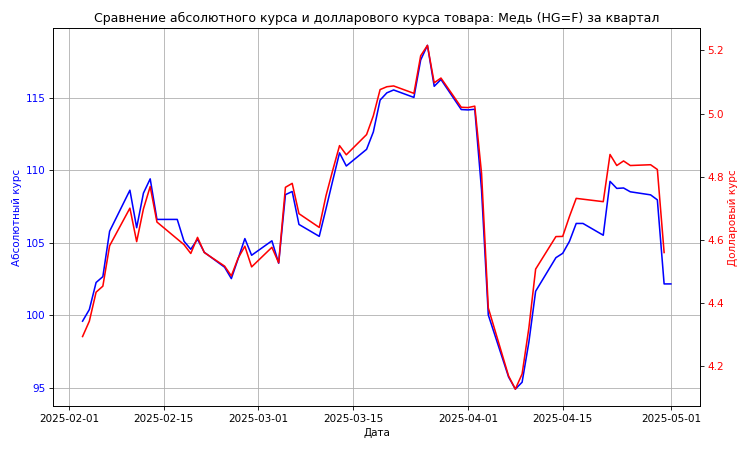 Сравнение абсолютного курса и долларового курса товара: Медь (HG=F) за квартал
Абсолютный курс
115
110
105
100
95
5.2
5.0
4.8
4.6
4.4
4.2
Долларовый курс
2025-02-01 2025-02-15 2025-03-01 2025-03-15 2025-04-01 2025-04-15 2025-05-01
Дата